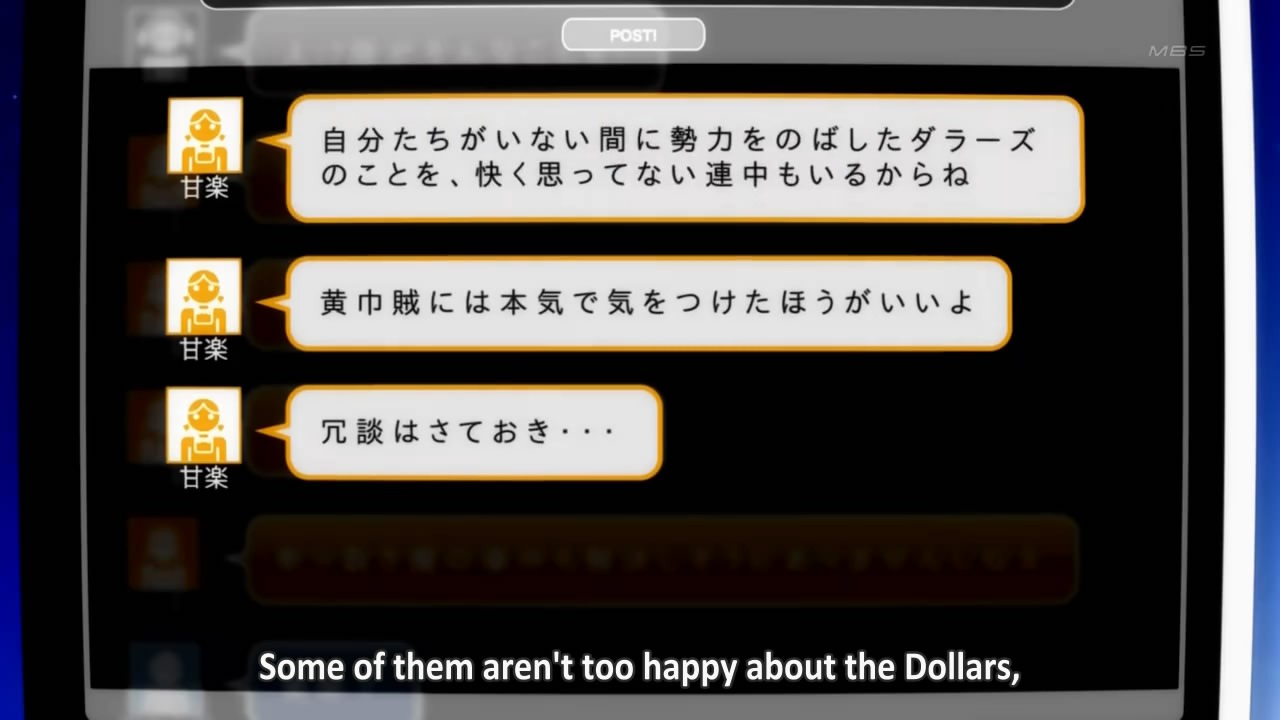 POST!
MBS
自分たちがいない間に勢力をのばしたダラーズ
のことを、快く思ってない連中もいるからね
甘楽
黄巾賊には本気で気をつけたほうがいいよ
甘楽
冗談はさておき・・・
甘楽
Some of them aren't too happy about the Dollars,